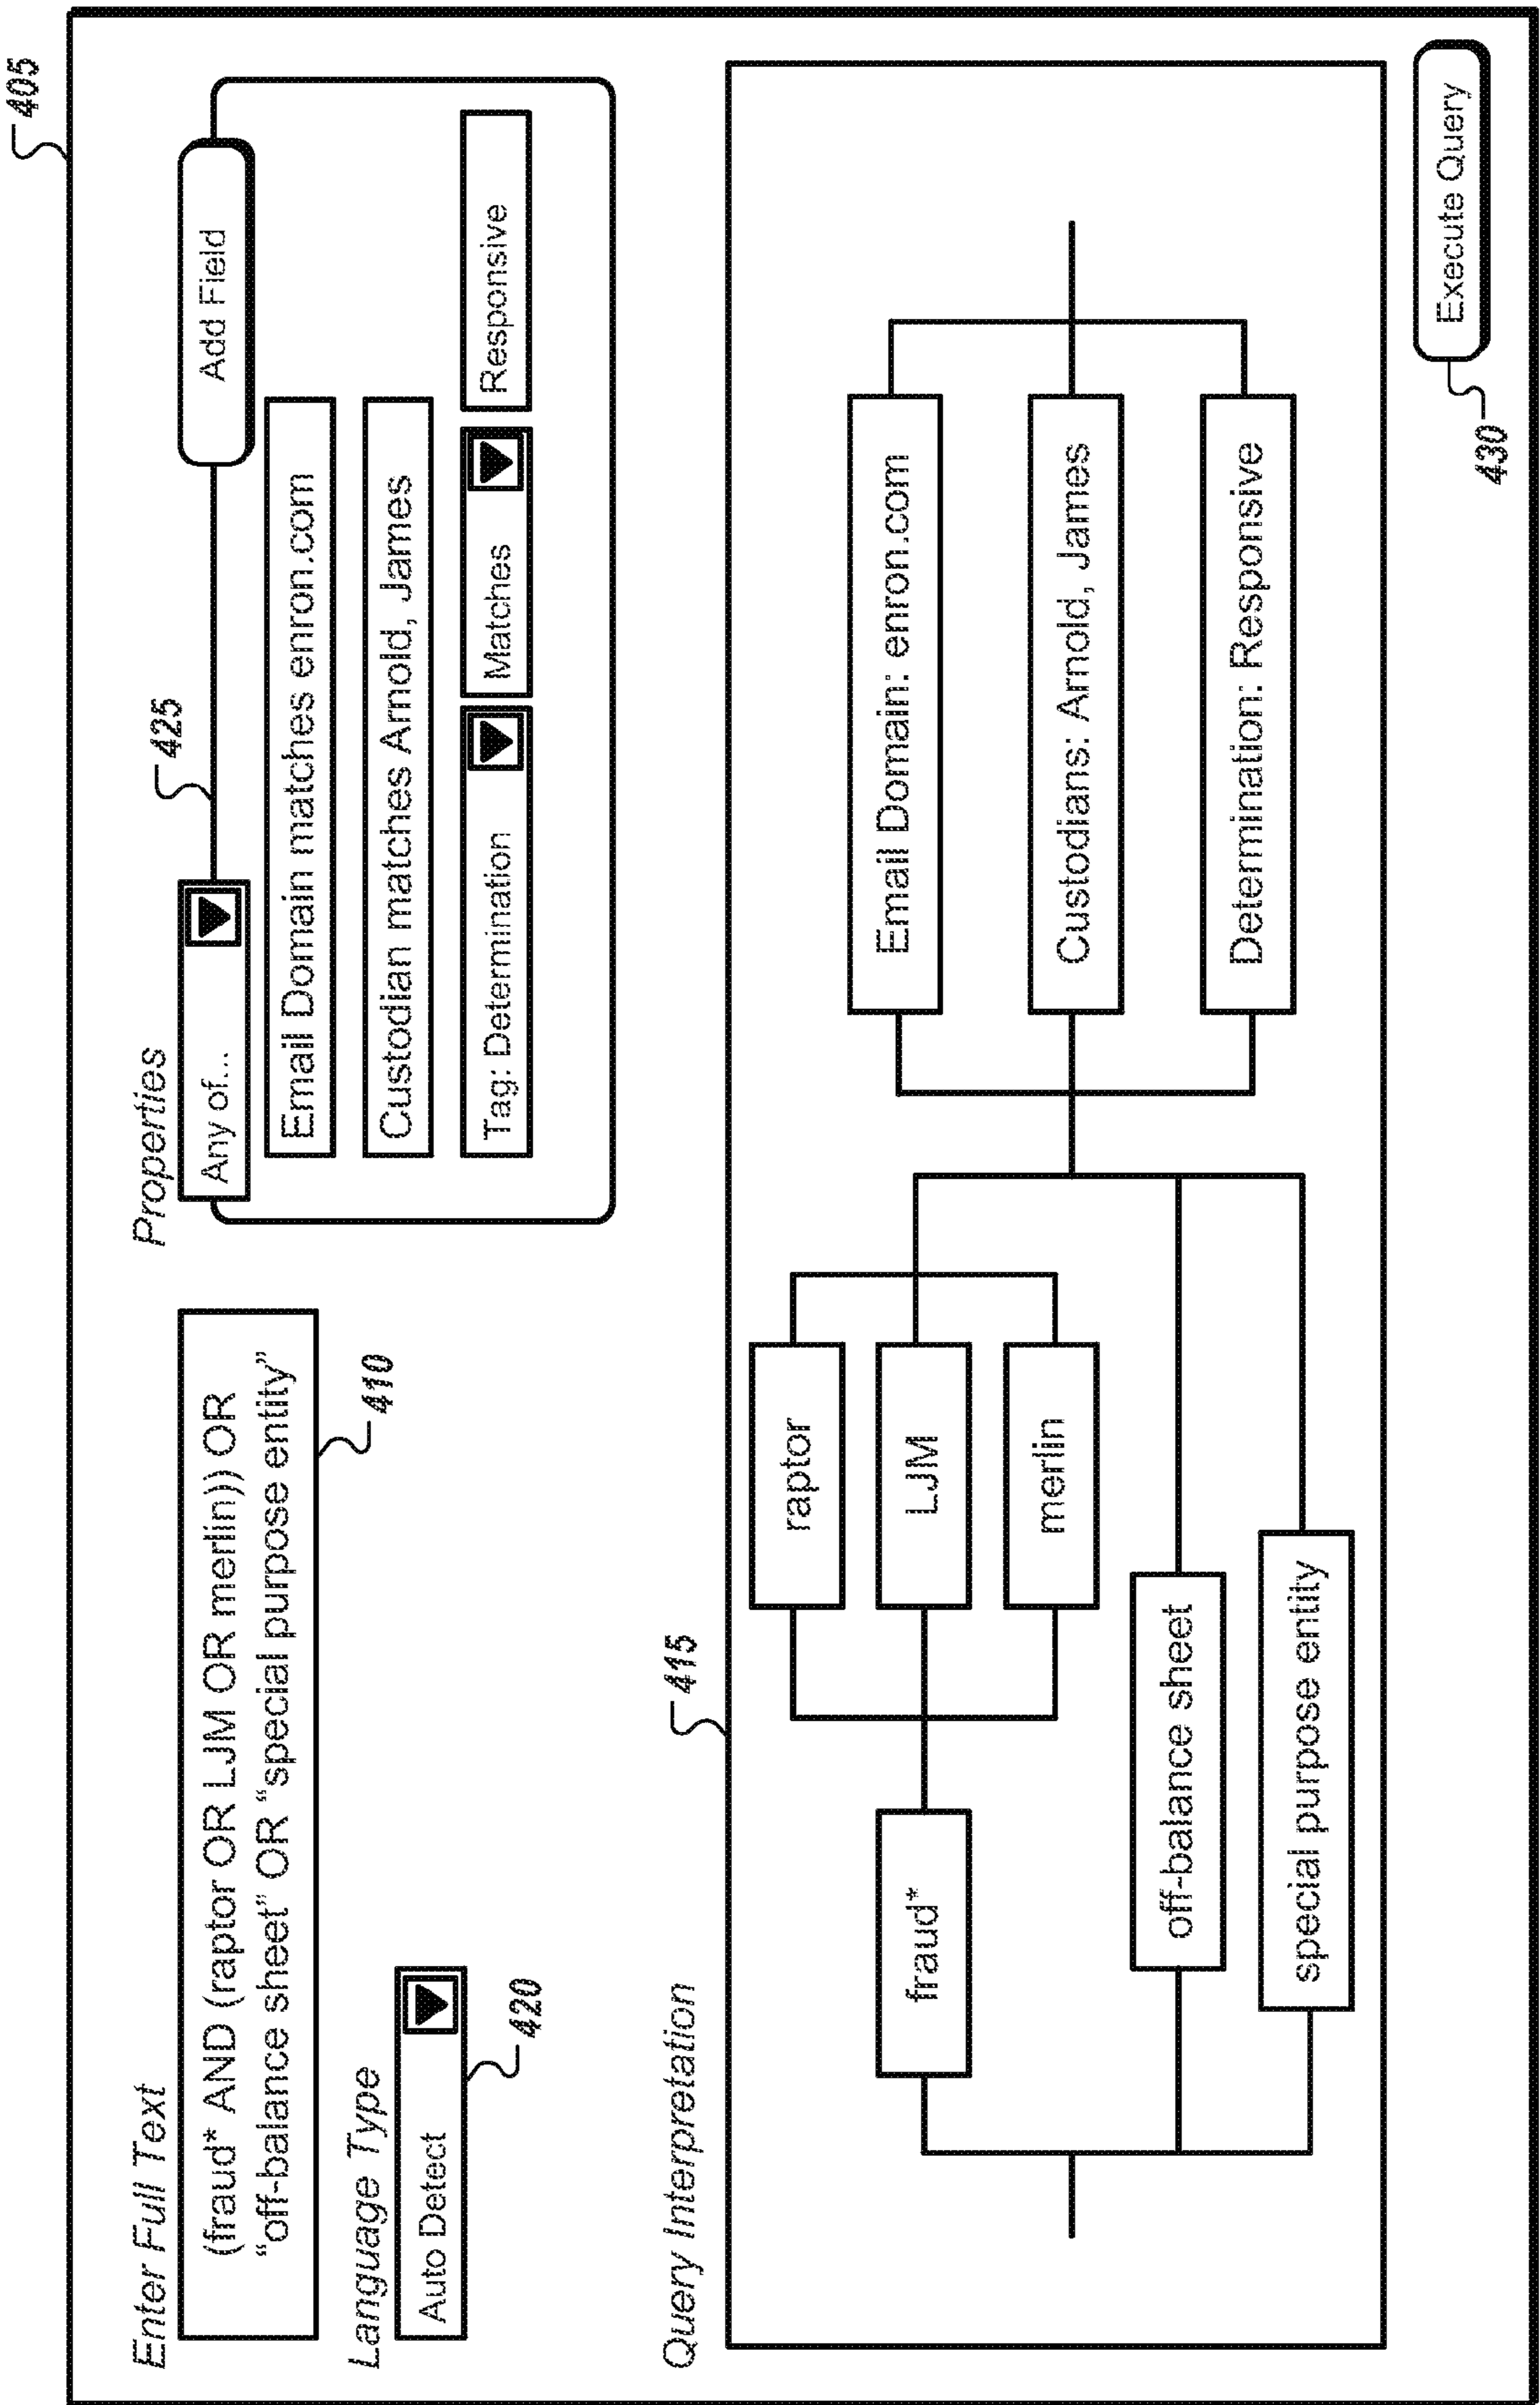 405
Enter Full Text
(fraud* AND (raptor OR LJM OR merlin)) OR
“off-balance sheet” OR “special purpose entity”
410
Language Type
Auto Detect
420
Properties
Any of...
425
Add Field
Email Domain matches enron.com
Custodian matches Arnold, James
Tag: Determination
Matches
Responsive
Query Interpretation
415
fraud*
raptor
LJM
merlin
off-balance sheet
special purpose entity
Email Domain: enron.com
Custodians: Arnold, James
Determination: Responsive
430
Execute Query